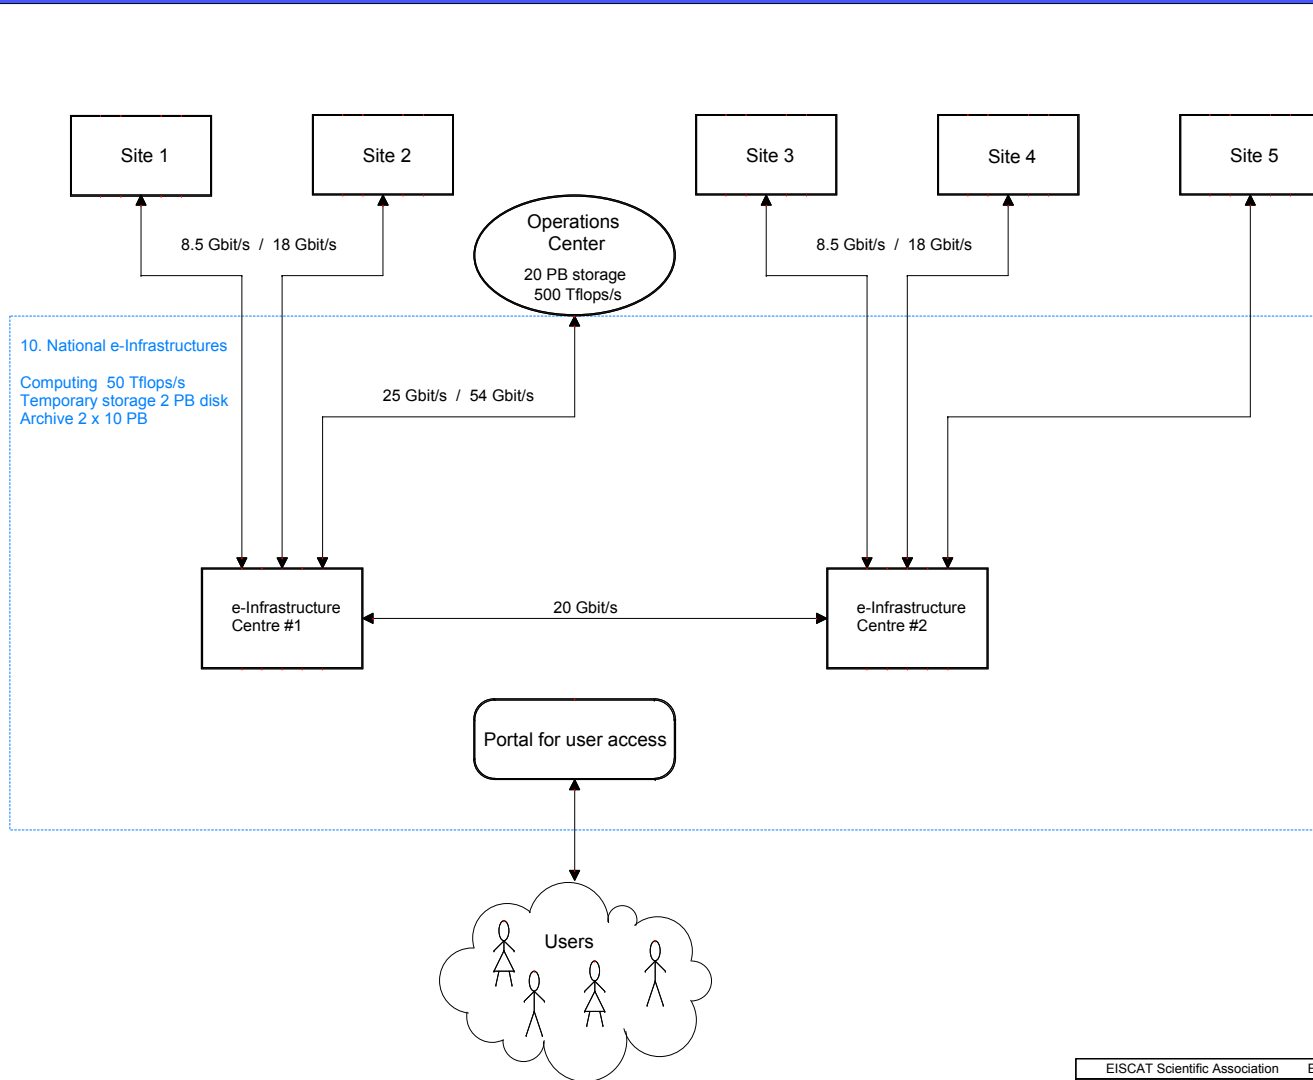 Site 1
Site 2
Site 3
Site 4
Site 5
8.5 Gbit/s / 18 Gbit/s
Operations
Center
20 PB storage
500 Tflops/s
8.5 Gbit/s / 18 Gbit/s
10. National e-Infrastructures
Computing 50 Tflops/s
Temporary storage 2 PB disk
Archive 2 x 10 PB
25 Gbit/s / 54 Gbit/s
e-Infrastructure
Centre #1
20 Gbit/s
e-Infrastructure
Centre #2
Portal for user access
Users
EISCAT Scientific Association